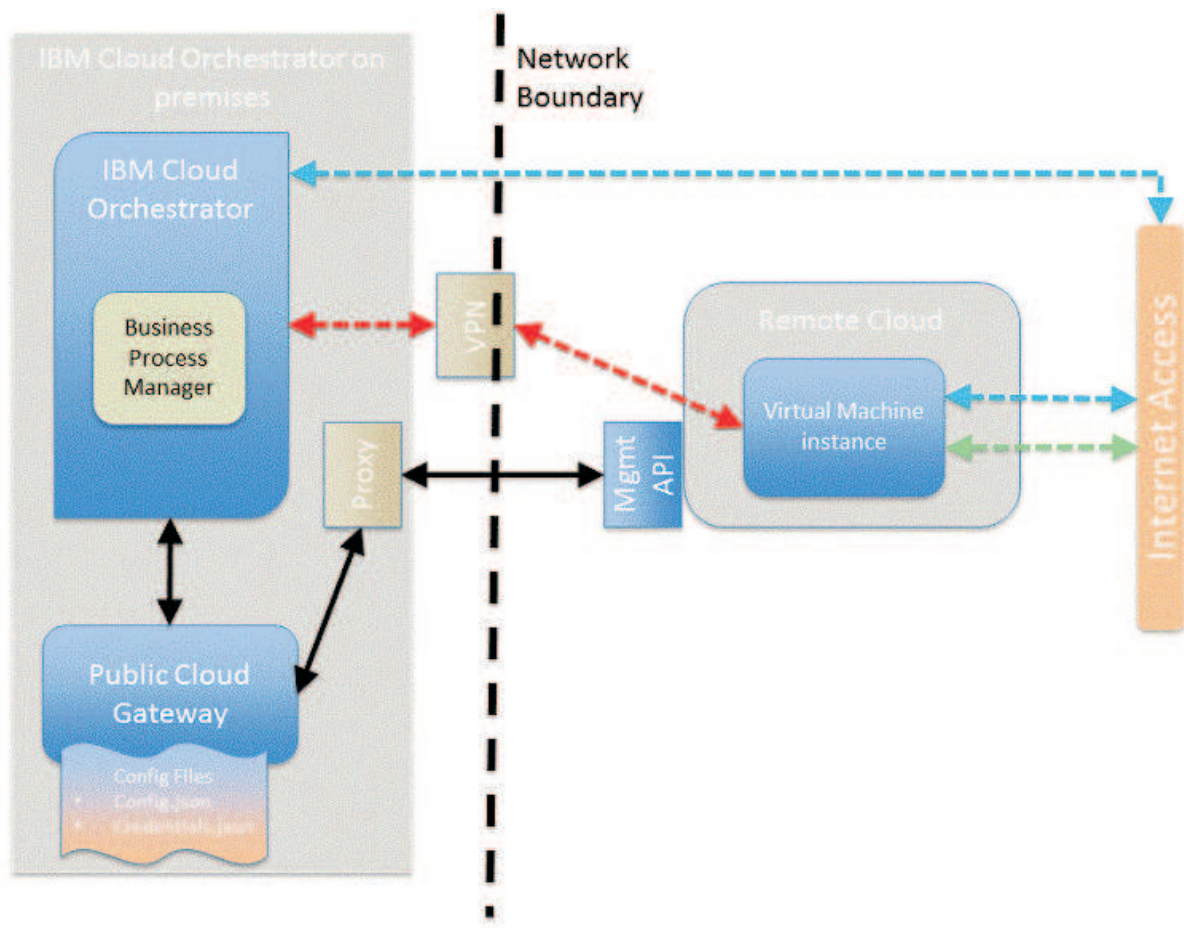 IBM Cloud Orchestrator on
premises
Network
Boundary
IBM Cloud
Orchestrator
Business
Process
Manager
VPN
Proxy
Mgmt
API
Remote Cloud
Virtual Machine
instance
Internet Access
Public Cloud
Gateway
Config Files
• Config.json
• Credentials.json